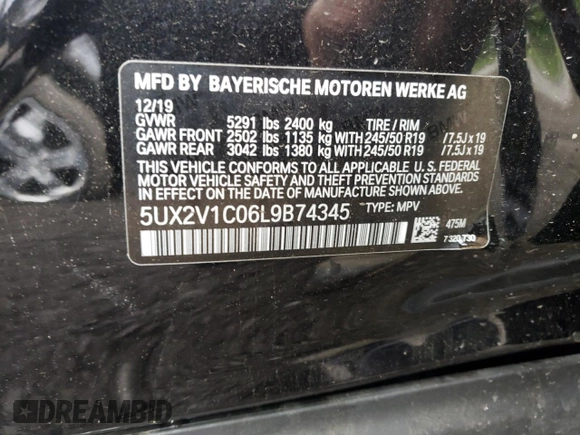 MFD BY BAYERISCHE MOTOREN WERKE AG
12/19
GVWR 5291 lbs 2400 kg TIRE / RIM
GAWR FRONT 2502 lbs 1135 kg WITH 245/50 R19 /7.5J x 19
GAWR REAR 3042 lbs 1380 kg WITH 245/50 R19 /7.5J x 19
THIS VEHICLE CONFORMS TO ALL APPLICABLE U. S. FEDERAL
MOTOR VEHICLE SAFETY STANDARDS
IN EFFECT ON THE DATE OF MANUFACTURE SHOWN ABOVE.
5UX2V1C06L9B74345 TYPE: MPV
475M
7320730
DREAMBID